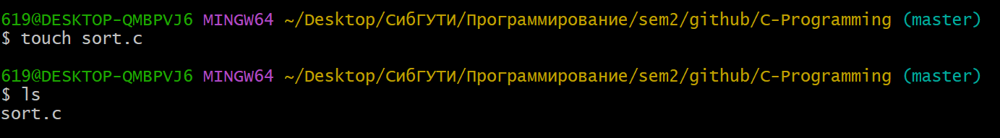 619@DESKTOP-QMBPVJ6 MINGW64 ~/Desktop/СибГУТИ/Программирование/sem2/github/C-Programming (master)
$ touch sort.c
619@DESKTOP-QMBPVJ6 MINGW64 ~/Desktop/СибГУТИ/Программирование/sem2/github/C-Programming (master)
$ ls
sort.c